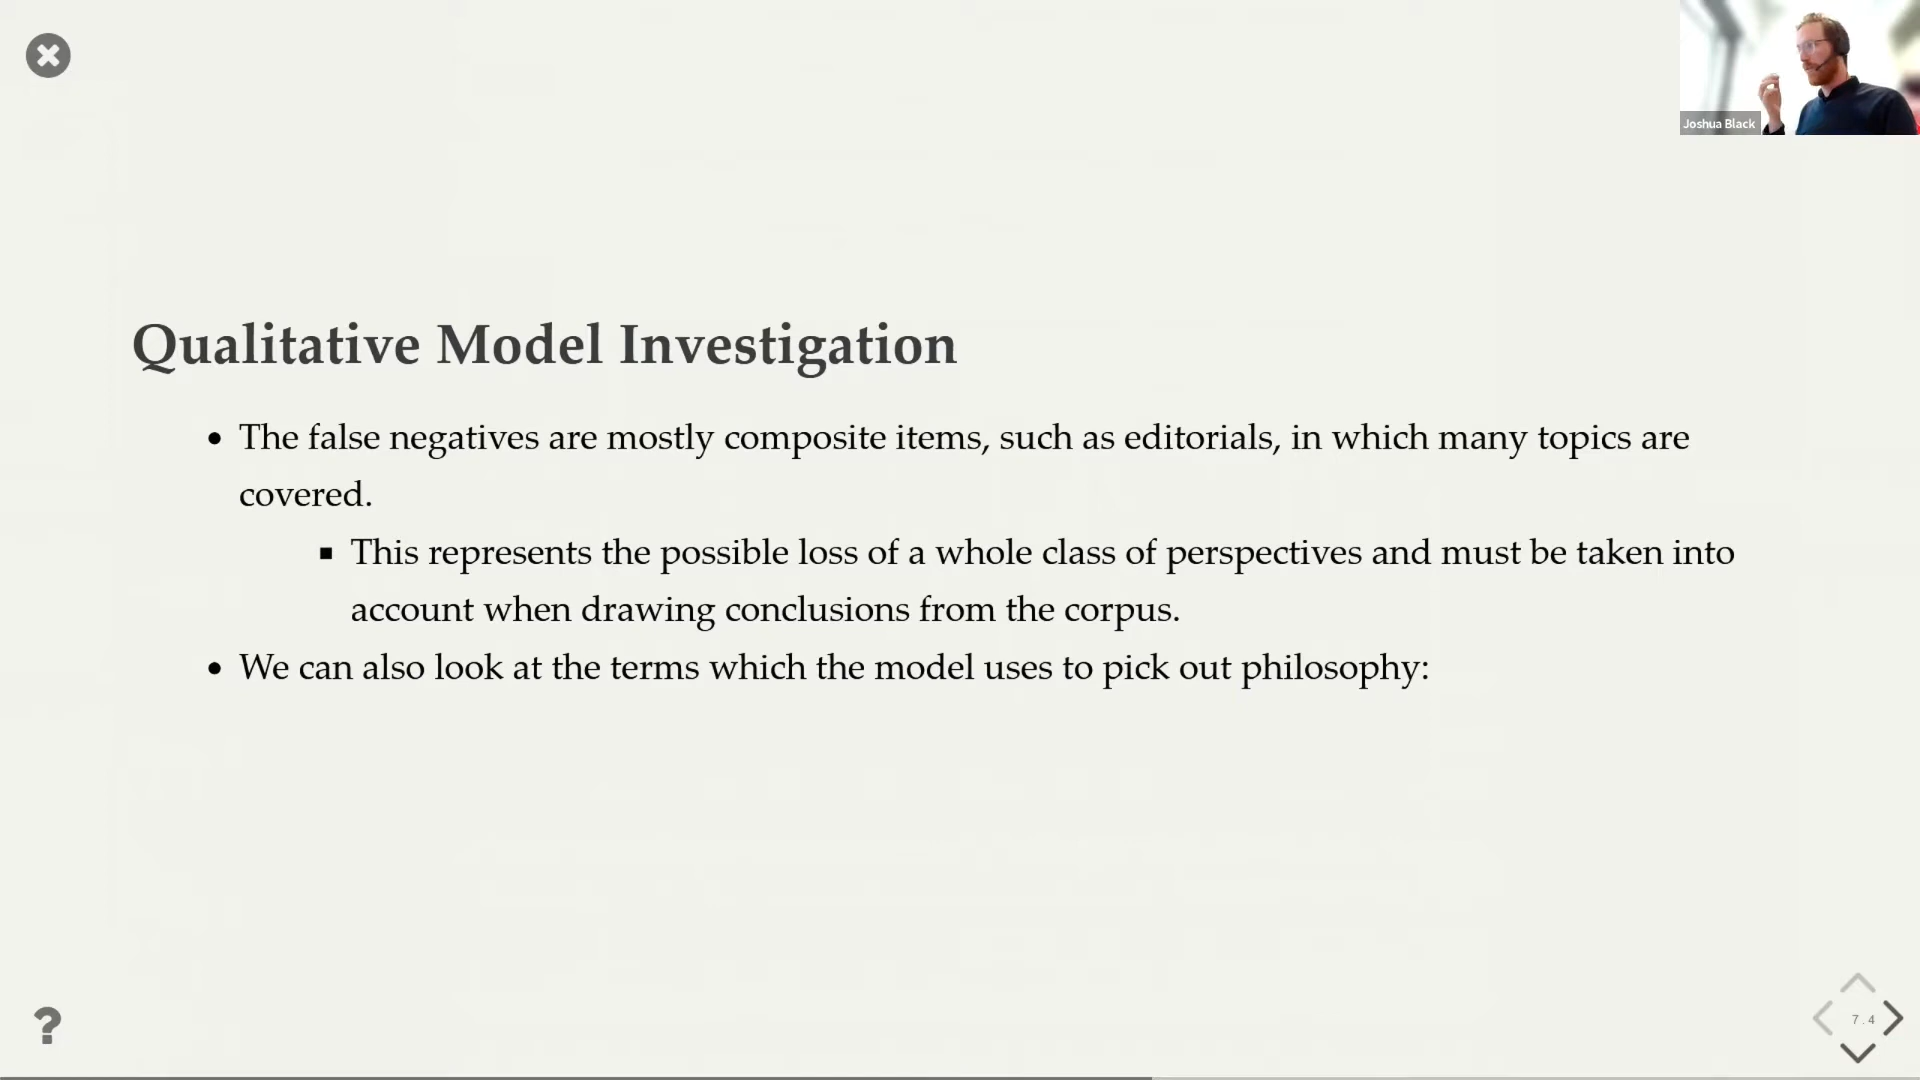 Joshua Black
Qualitative Model Investigation
• The false negatives are mostly composite items, such as editorials, in which many topics are
covered.
▪ This represents the possible loss of a whole class of perspectives and must be taken into
account when drawing conclusions from the corpus.
• We can also look at the terms which the model uses to pick out philosophy:
?
7.4